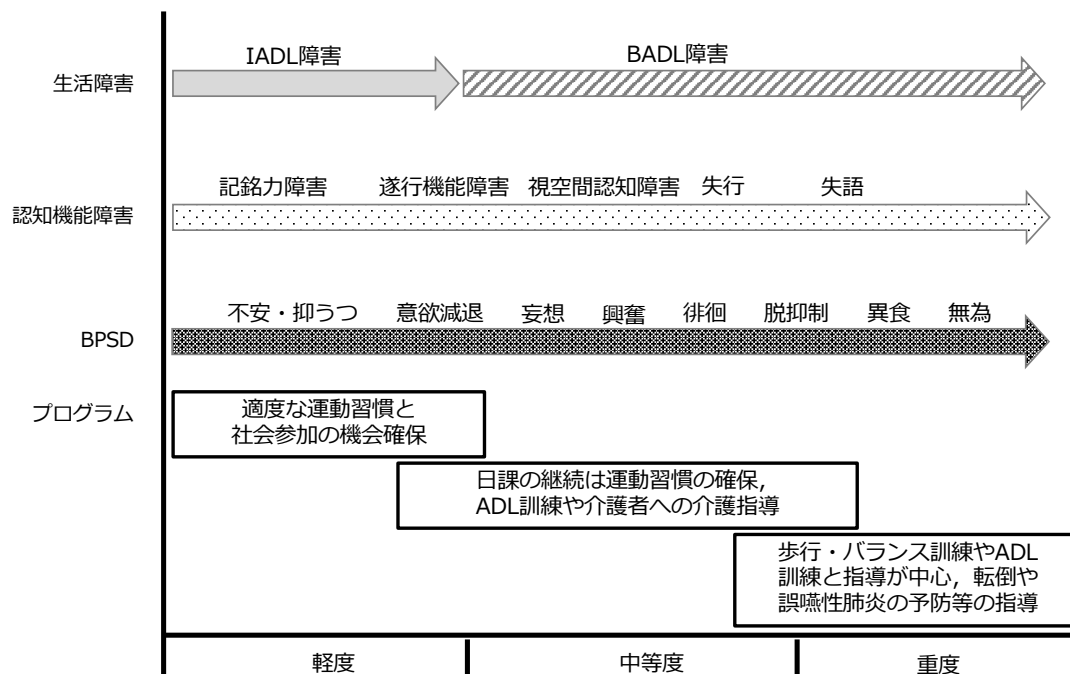 IADL障害
BADL障害
生活障害
記銘力障害
遂行機能障害
視空間認知障害
失行
失語
認知機能障害
不安・抑うつ
意欲減退
妄想
興奮
徘徊
脱抑制
異食
無為
BPSD
プログラム
適度な運動習慣と
社会参加の機会確保
日課の継続は運動習慣の確保,
ADL訓練や介護者への介護指導
歩行・バランス訓練やADL
訓練と指導が中心，転倒や
誤嚥性肺炎の予防等の指導
軽度
中等度
重度